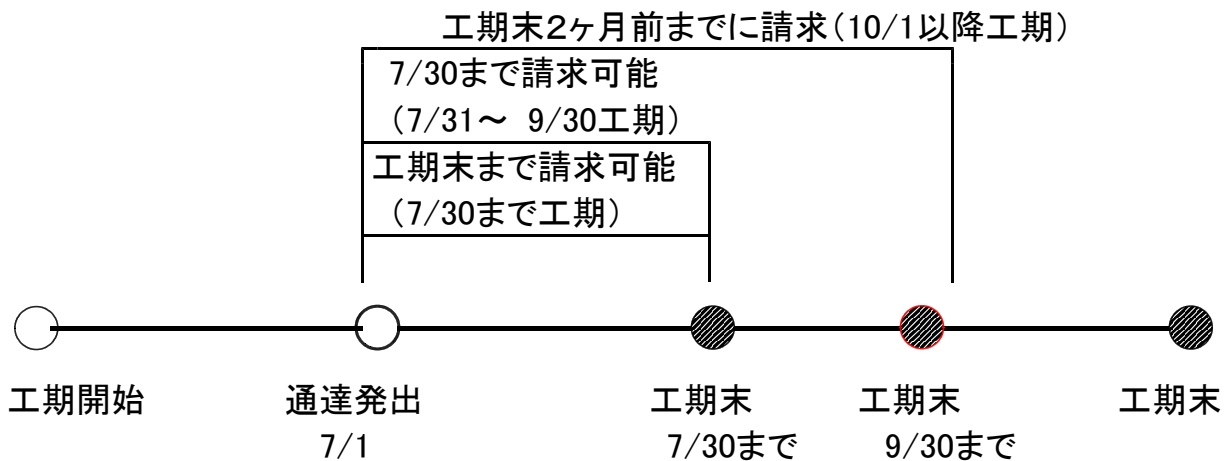 工期末2ヶ月前までに請求(10/1以降工期)
7/30まで請求可能
(7/31～ 9/30工期)
工期末まで請求可能
(7/30まで工期)
工期開始 通達発出 工期末 工期末 工期末
7/1 7/30まで 9/30まで